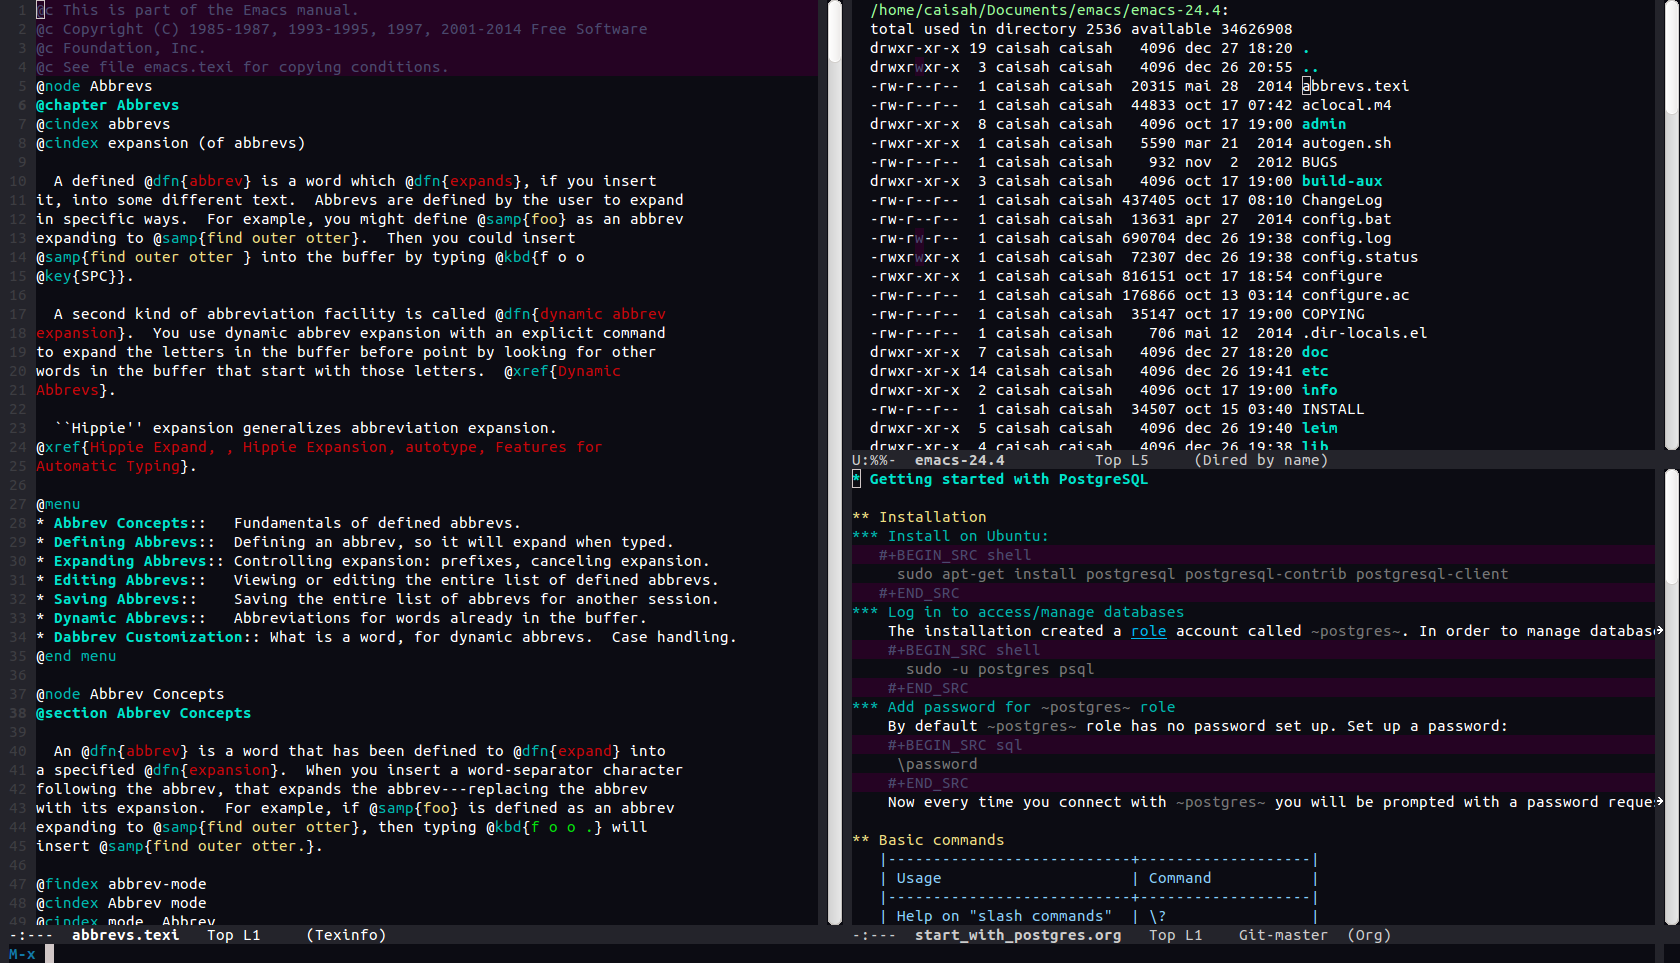 1 @c This is part of the Emacs manual.
2 @c Copyright (C) 1985-1987, 1993-1995, 1997, 2001-2014 Free Software
3 @c Foundation, Inc.
4 @c See file emacs.texi for copying conditions.
5 @node Abbrevs
6 @chapter Abbrevs
7 @cindex abbrevs
8 @cindex expansion (of abbrevs)
9
10   A defined @dfn{abbrev} is a word which @dfn{expands}, if you insert
11 it, into some different text.  Abbrevs are defined by the user to expand
12 in specific ways.  For example, you might define @samp{foo} as an abbrev
13 expanding to @samp{find outer otter}.  Then you could insert
14 @samp{find outer otter } into the buffer by typing @kbd{f o o
15 @key{SPC}}.
16
17   A second kind of abbreviation facility is called @dfn{dynamic abbrev
18 expansion}.  You use dynamic abbrev expansion with an explicit command
19 to expand the letters in the buffer before point by looking for other
20 words in the buffer that start with those letters.  @xref{Dynamic
21 Abbrevs}.
22
23   ``Hippie'' expansion generalizes abbreviation expansion.
24 @xref{Hippie Expand, , Hippie Expansion, autotype, Features for
25 Automatic Typing}.
26
27 @menu
28 * Abbrev Concepts::   Fundamentals of defined abbrevs.
29 * Defining Abbrevs::  Defining an abbrev, so it will expand when typed.
30 * Expanding Abbrevs:: Controlling expansion: prefixes, canceling expansion.
31 * Editing Abbrevs::   Viewing or editing the entire list of defined abbrevs.
32 * Saving Abbrevs::    Saving the entire list of abbrevs for another session.
33 * Dynamic Abbrevs::   Abbreviations for words already in the buffer.
34 * Dabbrev Customization:: What is a word, for dynamic abbrevs.  Case handling.
35 @end menu
36
37 @node Abbrev Concepts
38 @section Abbrev Concepts
39
40   An @dfn{abbrev} is a word that has been defined to @dfn{expand} into
41 a specified @dfn{expansion}.  When you insert a word-separator character
42 following the abbrev, that expands the abbrev---replacing the abbrev
43 with its expansion.  For example, if @samp{foo} is defined as an abbrev
44 expanding to @samp{find outer otter}, then typing @kbd{f o o .} will
45 insert @samp{find outer otter.}.
46
47 @findex abbrev-mode
48 @cindex Abbrev mode
49 @cindex mode, Abbrev
-:---  abbrevs.texi   Top L1     (Texinfo)
M-x
/home/caisah/Documents/emacs/emacs-24.4:
total used in directory 2536 available 34626908
drwxr-xr-x 19 caisah caisah   4096 dec 27 18:20 .
drwxrwxr-x  3 caisah caisah   4096 dec 26 20:55 ..
-rw-r--r--  1 caisah caisah  20315 mai 28  2014 abbrevs.texi
-rw-r--r--  1 caisah caisah  44833 oct 17 07:42 aclocal.m4
drwxr-xr-x  8 caisah caisah   4096 oct 17 19:00 admin
-rwxr-xr-x  1 caisah caisah   5590 mar 21  2014 autogen.sh
-rw-r--r--  1 caisah caisah    932 nov  2  2012 BUGS
drwxr-xr-x  3 caisah caisah   4096 oct 17 19:00 build-aux
-rw-r--r--  1 caisah caisah 437405 oct 17 08:10 ChangeLog
-rw-r--r--  1 caisah caisah  13631 apr 27  2014 config.bat
-rw-rw-r--  1 caisah caisah 690704 dec 26 19:38 config.log
-rwxrwxr-x  1 caisah caisah  72307 dec 26 19:38 config.status
-rwxr-xr-x  1 caisah caisah 816151 oct 17 18:54 configure
-rw-r--r--  1 caisah caisah 176866 oct 13 03:14 configure.ac
-rw-r--r--  1 caisah caisah  35147 oct 17 19:00 COPYING
-rw-r--r--  1 caisah caisah    706 mai 12  2014 .dir-locals.el
drwxr-xr-x  7 caisah caisah   4096 dec 27 18:20 doc
drwxr-xr-x 14 caisah caisah   4096 dec 26 19:41 etc
drwxr-xr-x  2 caisah caisah   4096 oct 17 19:00 info
-rw-r--r--  1 caisah caisah  34507 oct 15 03:40 INSTALL
drwxr-xr-x  5 caisah caisah   4096 dec 26 19:40 leim
drwxr-xr-x  4 caisah caisah   4096 dec 26 19:38 lib
U:%%-  emacs-24.4          Top L5     (Dired by name)
* Getting started with PostgreSQL
** Installation
*** Install on Ubuntu:
#+BEGIN_SRC shell
sudo apt-get install postgresql postgresql-contrib postgresql-client
#+END_SRC
*** Log in to access/manage databases
The installation created a role account called ~postgres~. In order to manage databas
#+BEGIN_SRC shell
sudo -u postgres psql
#+END_SRC
*** Add password for ~postgres~ role
By default ~postgres~ role has no password set up. Set up a password:
#+BEGIN_SRC sql
\password
#+END_SRC
Now every time you connect with ~postgres~ you will be prompted with a password reque
** Basic commands
|---------------------------+-------------------|
| Usage                     | Command           |
|---------------------------+-------------------|
| Help on "slash commands"  | \?                |
-:---  start_with_postgres.org   Top L1    Git-master  (Org)